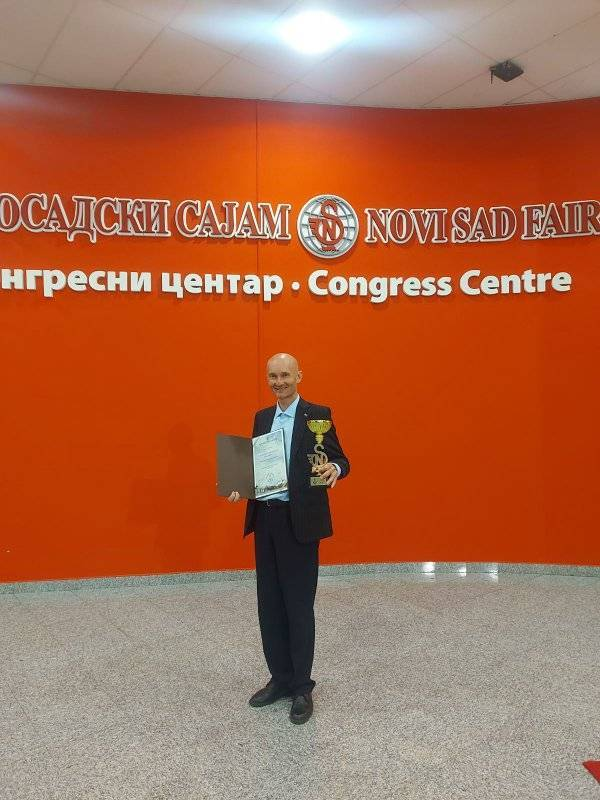 ОСАДСКИ САЈАМ NOVI SAD FAIR
нгресни центар · Congress Centre